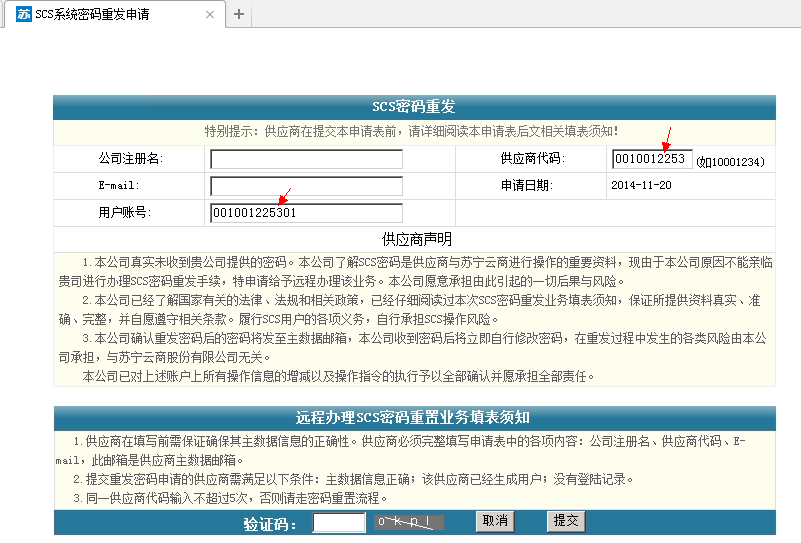 苏 SCS系统密码重发申请
SCS密码重发
特别提示：供应商在提交本申请表前，请详细阅读本申请表后文相关填表须知！
公司注册名: 供应商代码: 0010012253 (如10001234)
E-mail: 申请日期: 2014-11-20
用户账号: 001001225301
供应商声明
1.本公司真实未收到贵公司提供的密码。本公司了解SCS密码是供应商与苏宁云商进行操作的重要资料，现由于本公司原因不能亲临
贵司进行办理SCS密码重发手续，特申请给予远程办理该业务。本公司愿意承担由此引起的一切后果与风险。
2.本公司已经了解国家有关的法律、法规和相关政策，已经仔细阅读过本次SCS密码重发业务填表须知，保证所提供资料真实、准
确、完整，并自愿遵守相关条款。履行SCS用户的各项义务，自行承担SCS操作风险。
3.本公司确认重发密码后的密码将发至主数据邮箱，本公司收到密码后将立即自行修改密码，在重发过程中发生的各类风险由本公
司承担，与苏宁云商股份有限公司无关。
本公司已对上述账户上所有操作信息的增减以及操作指令的执行予以全部确认并愿承担全部责任。
远程办理SCS密码重置业务填表须知
1.供应商在填写前需保证确保其主数据信息的正确性。供应商必须完整填写申请表中的各项内容：公司注册名、供应商代码、E-
mail，此邮箱是供应商主数据邮箱。
2.提交重发密码申请的供应商需满足以下条件：主数据信息正确；该供应商已经生成用户；没有登陆记录。
3.同一供应商代码输入不超过5次，否则请走密码重置流程。
验证码: o k p l 取消 提交